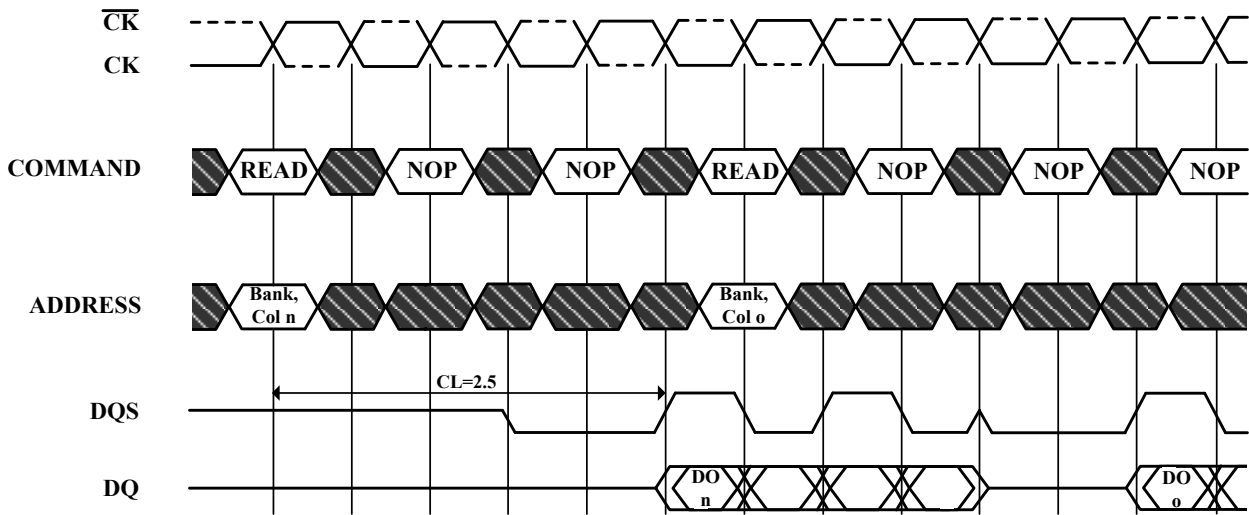 C̅K̅
CK
COMMAND
READ
NOP
NOP
READ
NOP
NOP
NOP
ADDRESS
Bank,
Col n
Bank,
Col o
CL=2.5
DQS
DQ
DO
n
DO
o